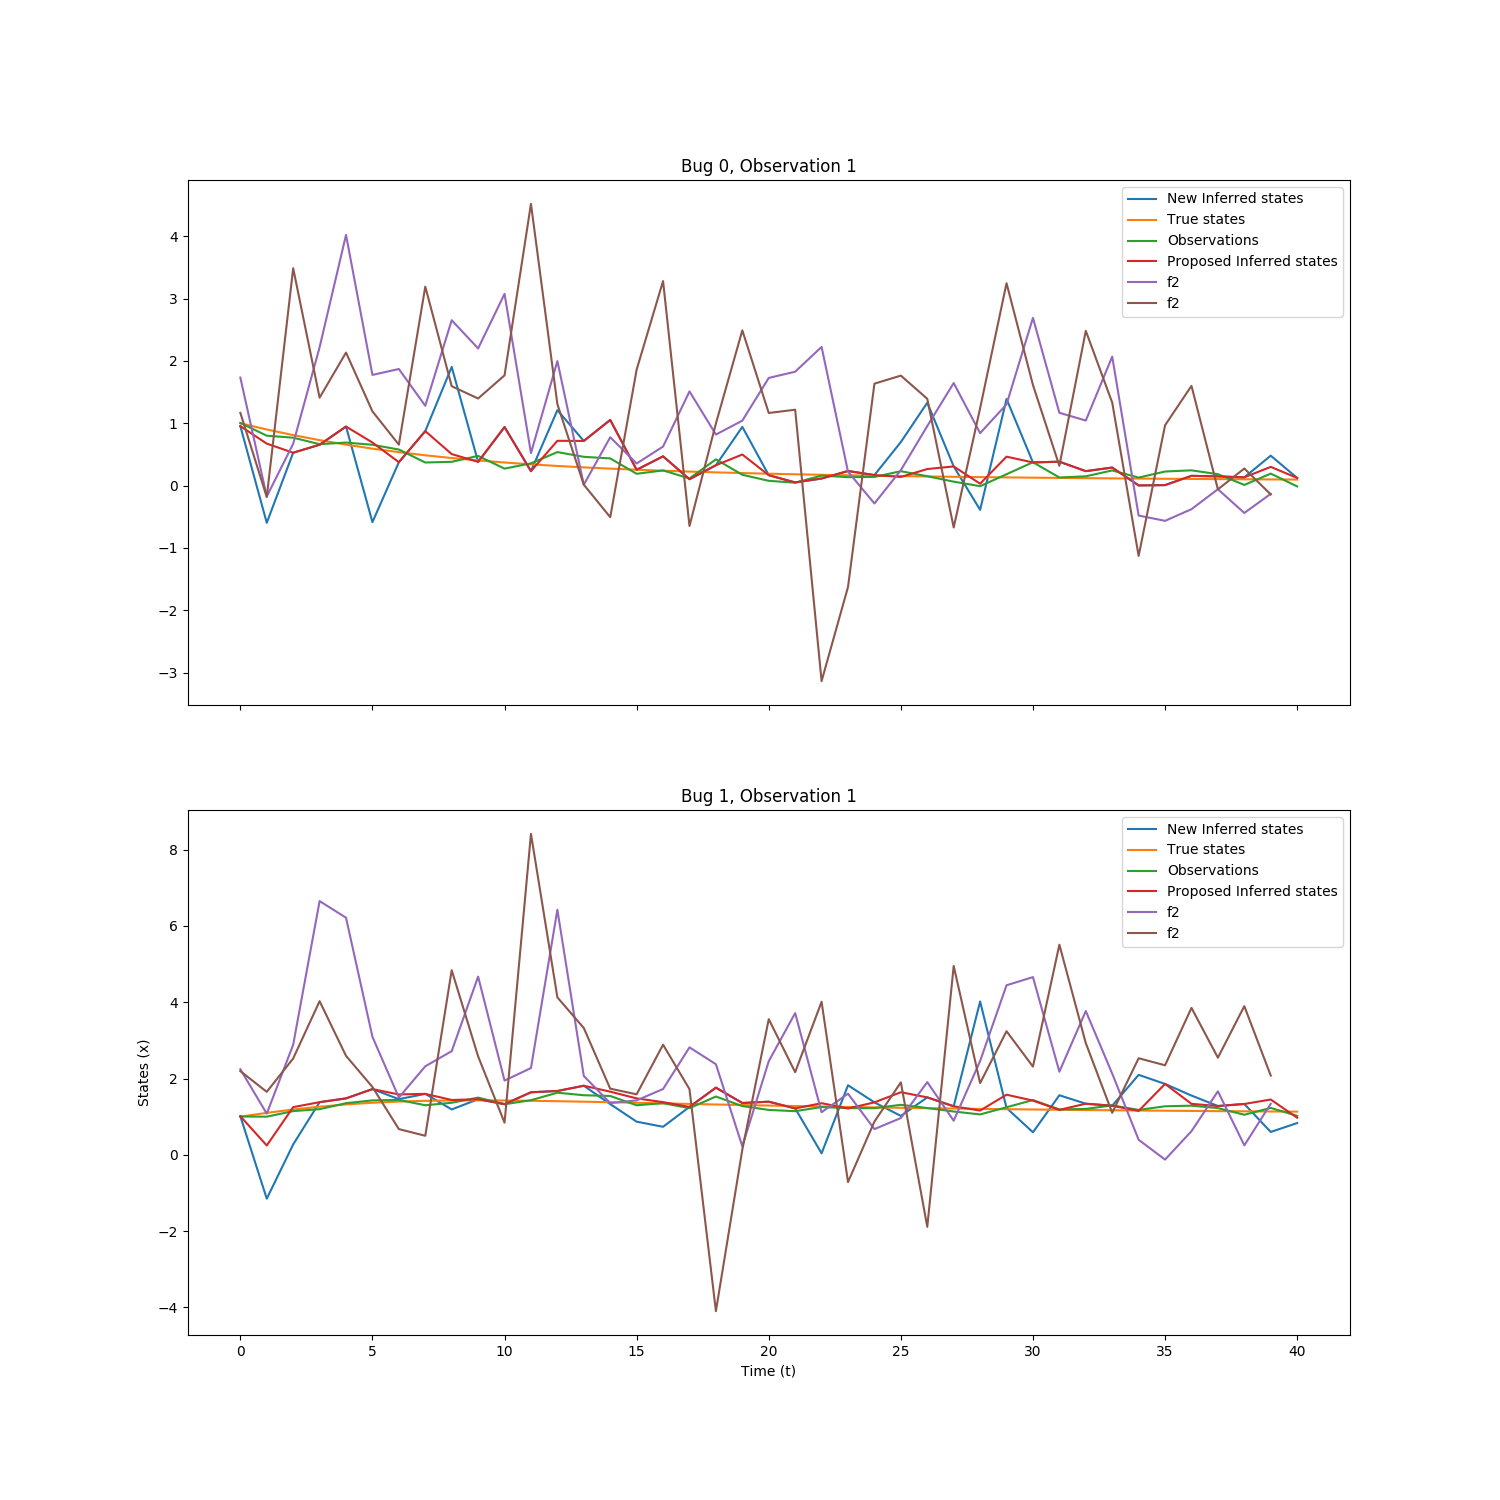 Bug 0, Observation 1
4
3
2
1
0
−1
−2
−3
New Inferred states
True states
Observations
Proposed Inferred states
f2
f2
Bug 1, Observation 1
States (x)
8
6
4
2
0
−2
−4
New Inferred states
True states
Observations
Proposed Inferred states
f2
f2
0 5 10 15 20 25 30 35 40
Time (t)